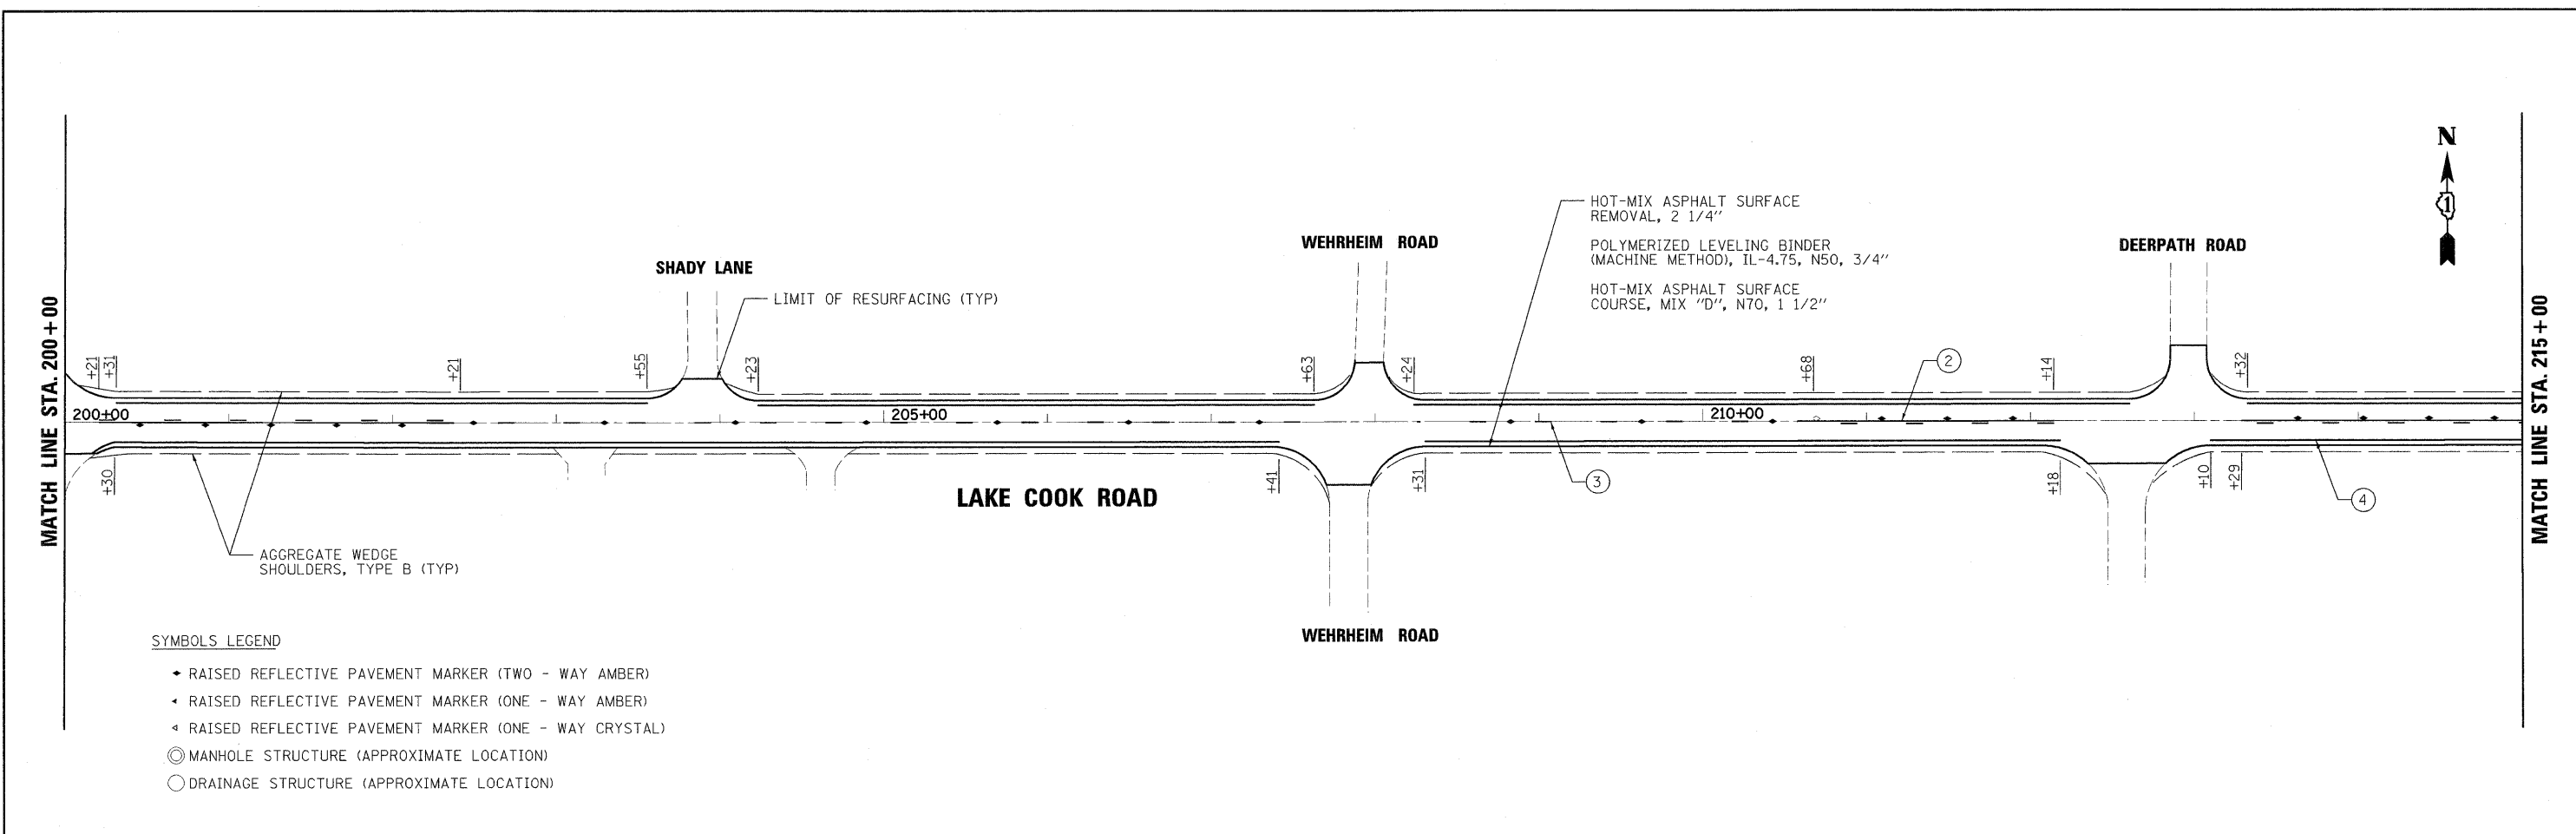 N
1
HOT-MIX ASPHALT SURFACE
REMOVAL, 2 1/4"
POLYMERIZED LEVELING BINDER
(MACHINE METHOD), IL-4.75, N50, 3/4"
HOT-MIX ASPHALT SURFACE
COURSE, MIX "D", N70, 1 1/2"
WEHRHEIM ROAD
DEERPATH ROAD
SHADY LANE
LIMIT OF RESURFACING (TYP)
MATCH LINE STA. 200+00
MATCH LINE STA. 215+00
+21
+31
+21
+55
+23
+63
+24
+68
2
+14
+32
200+00
205+00
210+00
+30
+41
+31
3
+18
+10
+29
4
LAKE COOK ROAD
AGGREGATE WEDGE
SHOULDERS, TYPE B (TYP)
WEHRHEIM ROAD
SYMBOLS LEGEND
RAISED REFLECTIVE PAVEMENT MARKER (TWO - WAY AMBER)
RAISED REFLECTIVE PAVEMENT MARKER (ONE - WAY AMBER)
RAISED REFLECTIVE PAVEMENT MARKER (ONE - WAY CRYSTAL)
MANHOLE STRUCTURE (APPROXIMATE LOCATION)
DRAINAGE STRUCTURE (APPROXIMATE LOCATION)